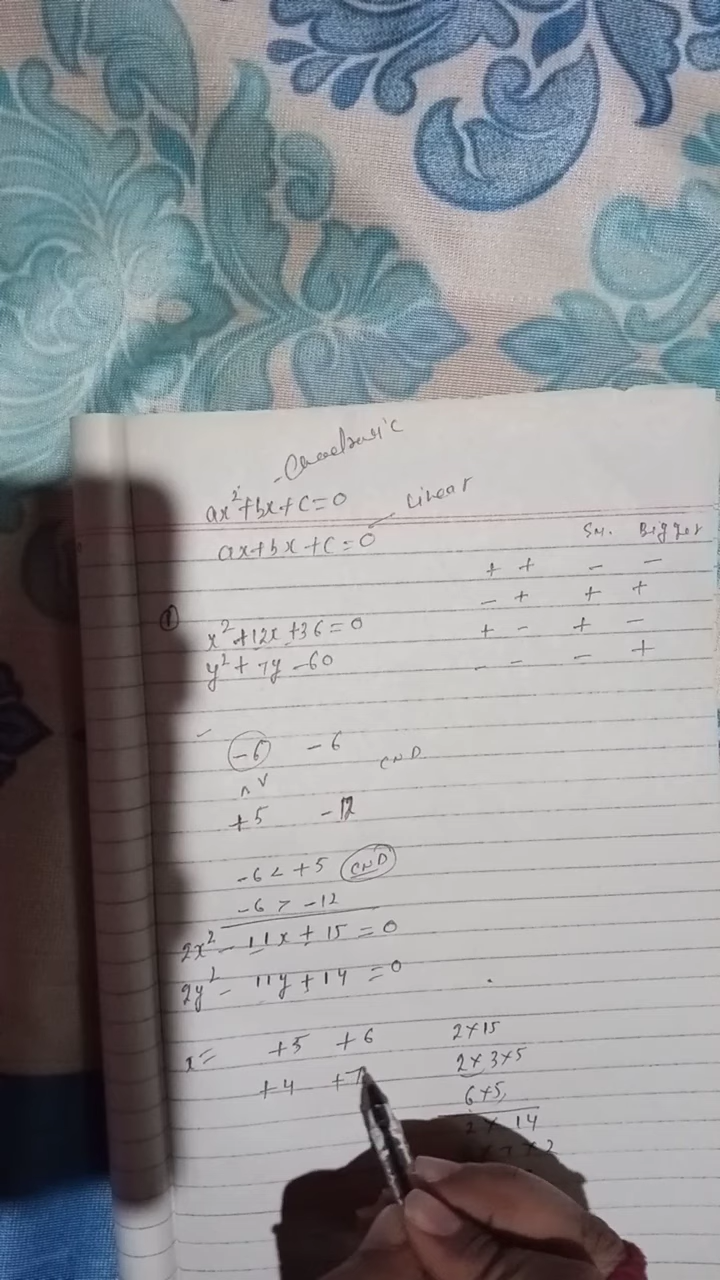 Quadratic
ax²+bx+c=0
Linear
ax+bx+c=0
Sm. Bigger
+ + - -
- + + +
① x²+12x+36=0
+ - + -
y²+7y-60
- - - +
-6 -6
CND
∧ ∨
+5 -12
-6 < +5 CND
-6 > -12
2x² - 11x + 15 = 0
2y² - 11y + 14 = 0
x= +5 +6 2×15
+4 +7 2×3×5
6×5
2×14